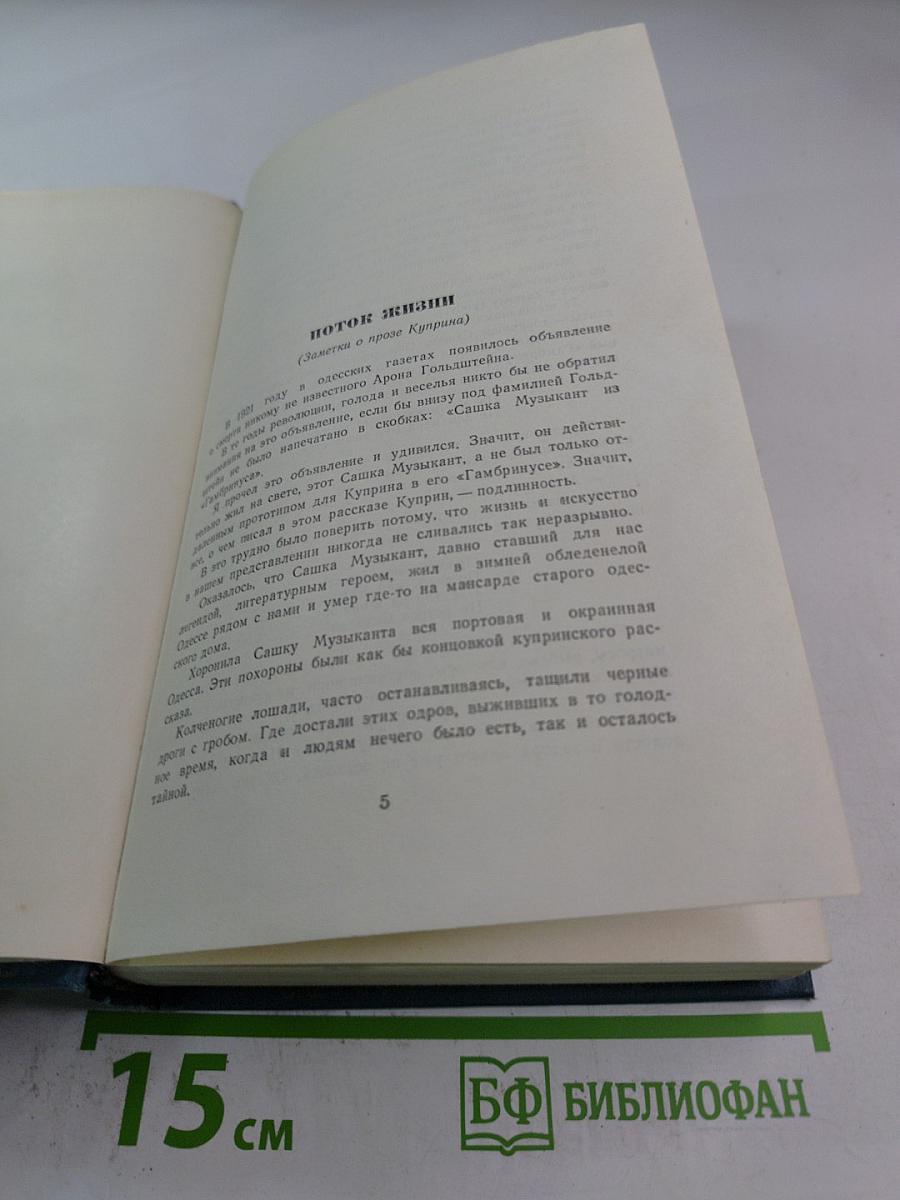 ПОТОК ЖИЗНИ
(Заметки о прозе Куприна)
В 1921 году в одесских газетах появилось объявление
о смерти никому не известного Арона Гольдштейна.
В те годы революции, голода и веселья никто бы не обратил
внимания на это объявление, если бы внизу под фамилией Гольд-
штейн не было напечатано в скобках: «Сашка Музыкант из
«Гамбринуса».
Я прочел это объявление и удивился. Значит, он действи-
тельно жил на свете, этот Сашка Музыкант, а не был только от-
даленным прототипом для Куприна в его «Гамбринусе». Значит,
все, о чем писал в этом рассказе Куприн, — подлинность.
В это трудно было поверить потому, что жизнь и искусство
в нашем представлении никогда не сливались так неразрывно.
Оказалось, что Сашка Музыкант, давно ставший для нас
легендой, литературным героем, жил в зимней обледенелой
Одессе рядом с нами и умер где-то на мансарде старого одес-
ского дома.
Хоронила Сашку Музыканта вся портовая и окраинная
Одесса. Эти похороны были как бы концовкой купринского рас-
сказа.
Колченогие лошади, часто останавливаясь, тащили черные
дроги с гробом. Где достали этих одров, выживших в то голод-
ное время, когда и людям нечего было есть, так и осталось
тайной.
5
15 см
БФ БИБЛИОФАН